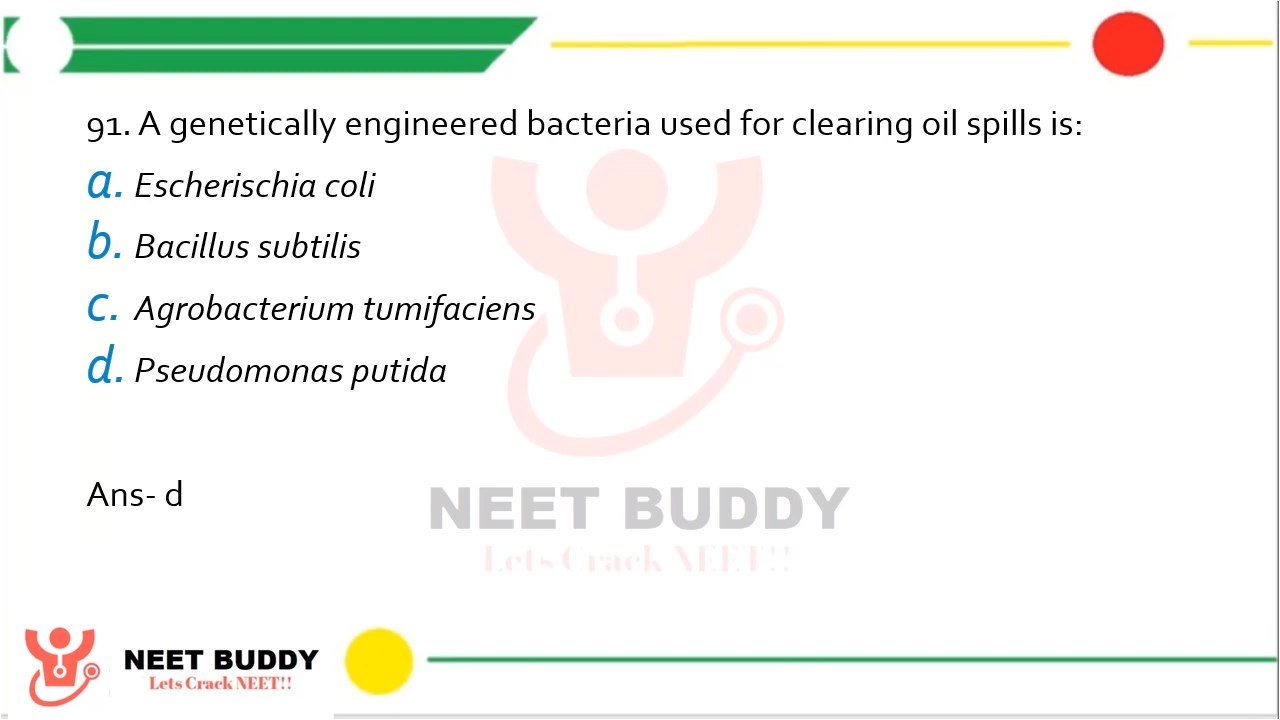 91. A genetically engineered bacteria used for clearing oil spills is:
a. Escherischia coli
b. Bacillus subtilis
c. Agrobacterium tumifaciens
d. Pseudomonas putida
Ans- d
NEET BUDDY
Lets Crack NEET!!
NEET BUDDY
Lets Crack NEET!!